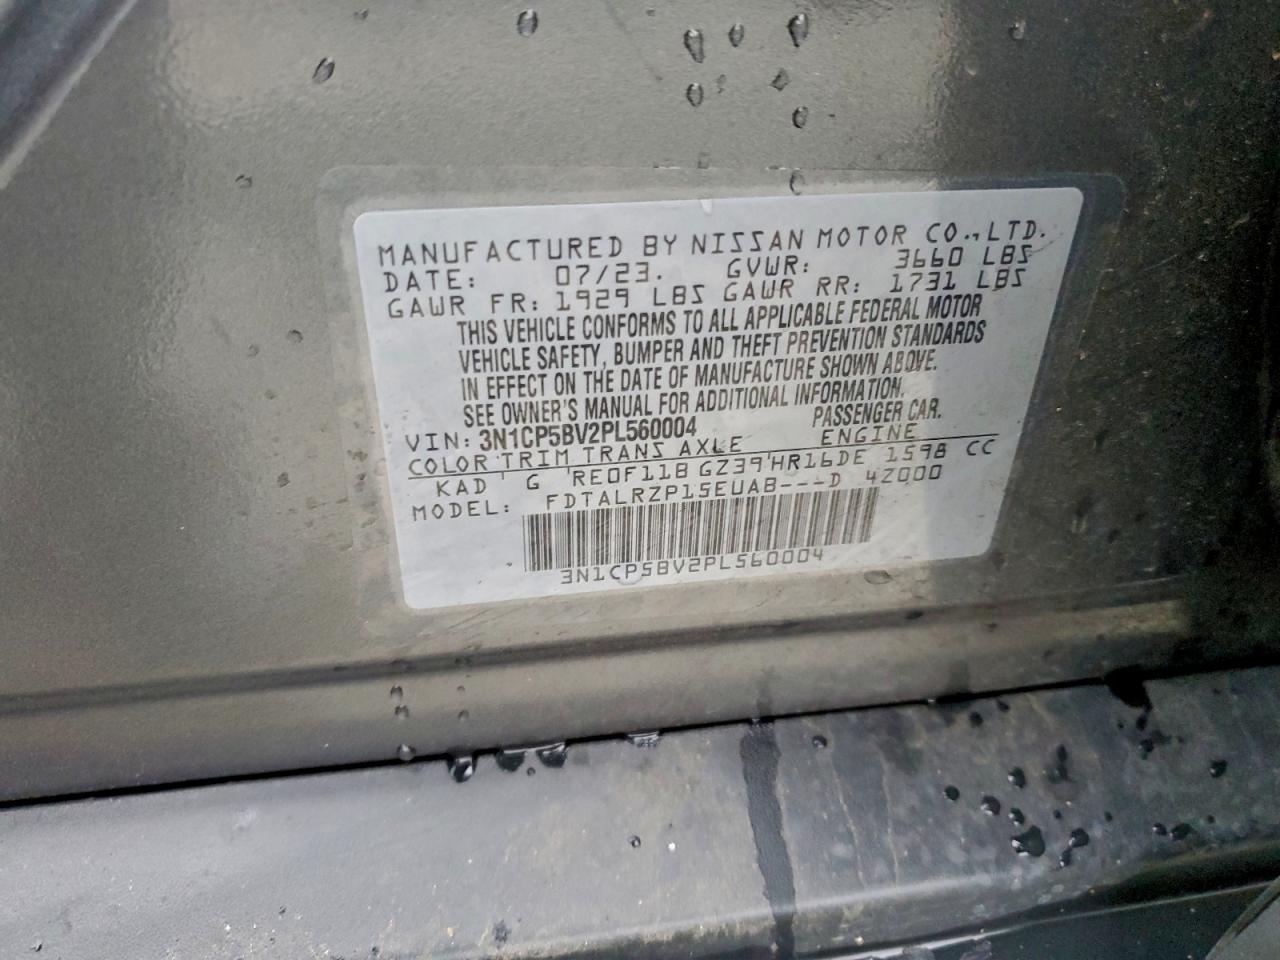 MANUFACTURED BY NISSAN MOTOR CO., LTD.
DATE: 07/23. GVWR: 3660 LBS
GAWR FR: 1929 LBS GAWR RR: 1731 LBS
THIS VEHICLE CONFORMS TO ALL APPLICABLE FEDERAL MOTOR
VEHICLE SAFETY, BUMPER AND THEFT PREVENTION STANDARDS
IN EFFECT ON THE DATE OF MANUFACTURE SHOWN ABOVE.
SEE OWNER'S MANUAL FOR ADDITIONAL INFORMATION.
VIN: 3N1CP5BV2PL560004 PASSENGER CAR.
COLOR TRIM TRANS AXLE ENGINE
KAD G RE0F11B GZ39 HR16DE 1598 CC
MODEL: FDTALRZP15EUAB---D 4Z000
3N1CP5BV2PL560004